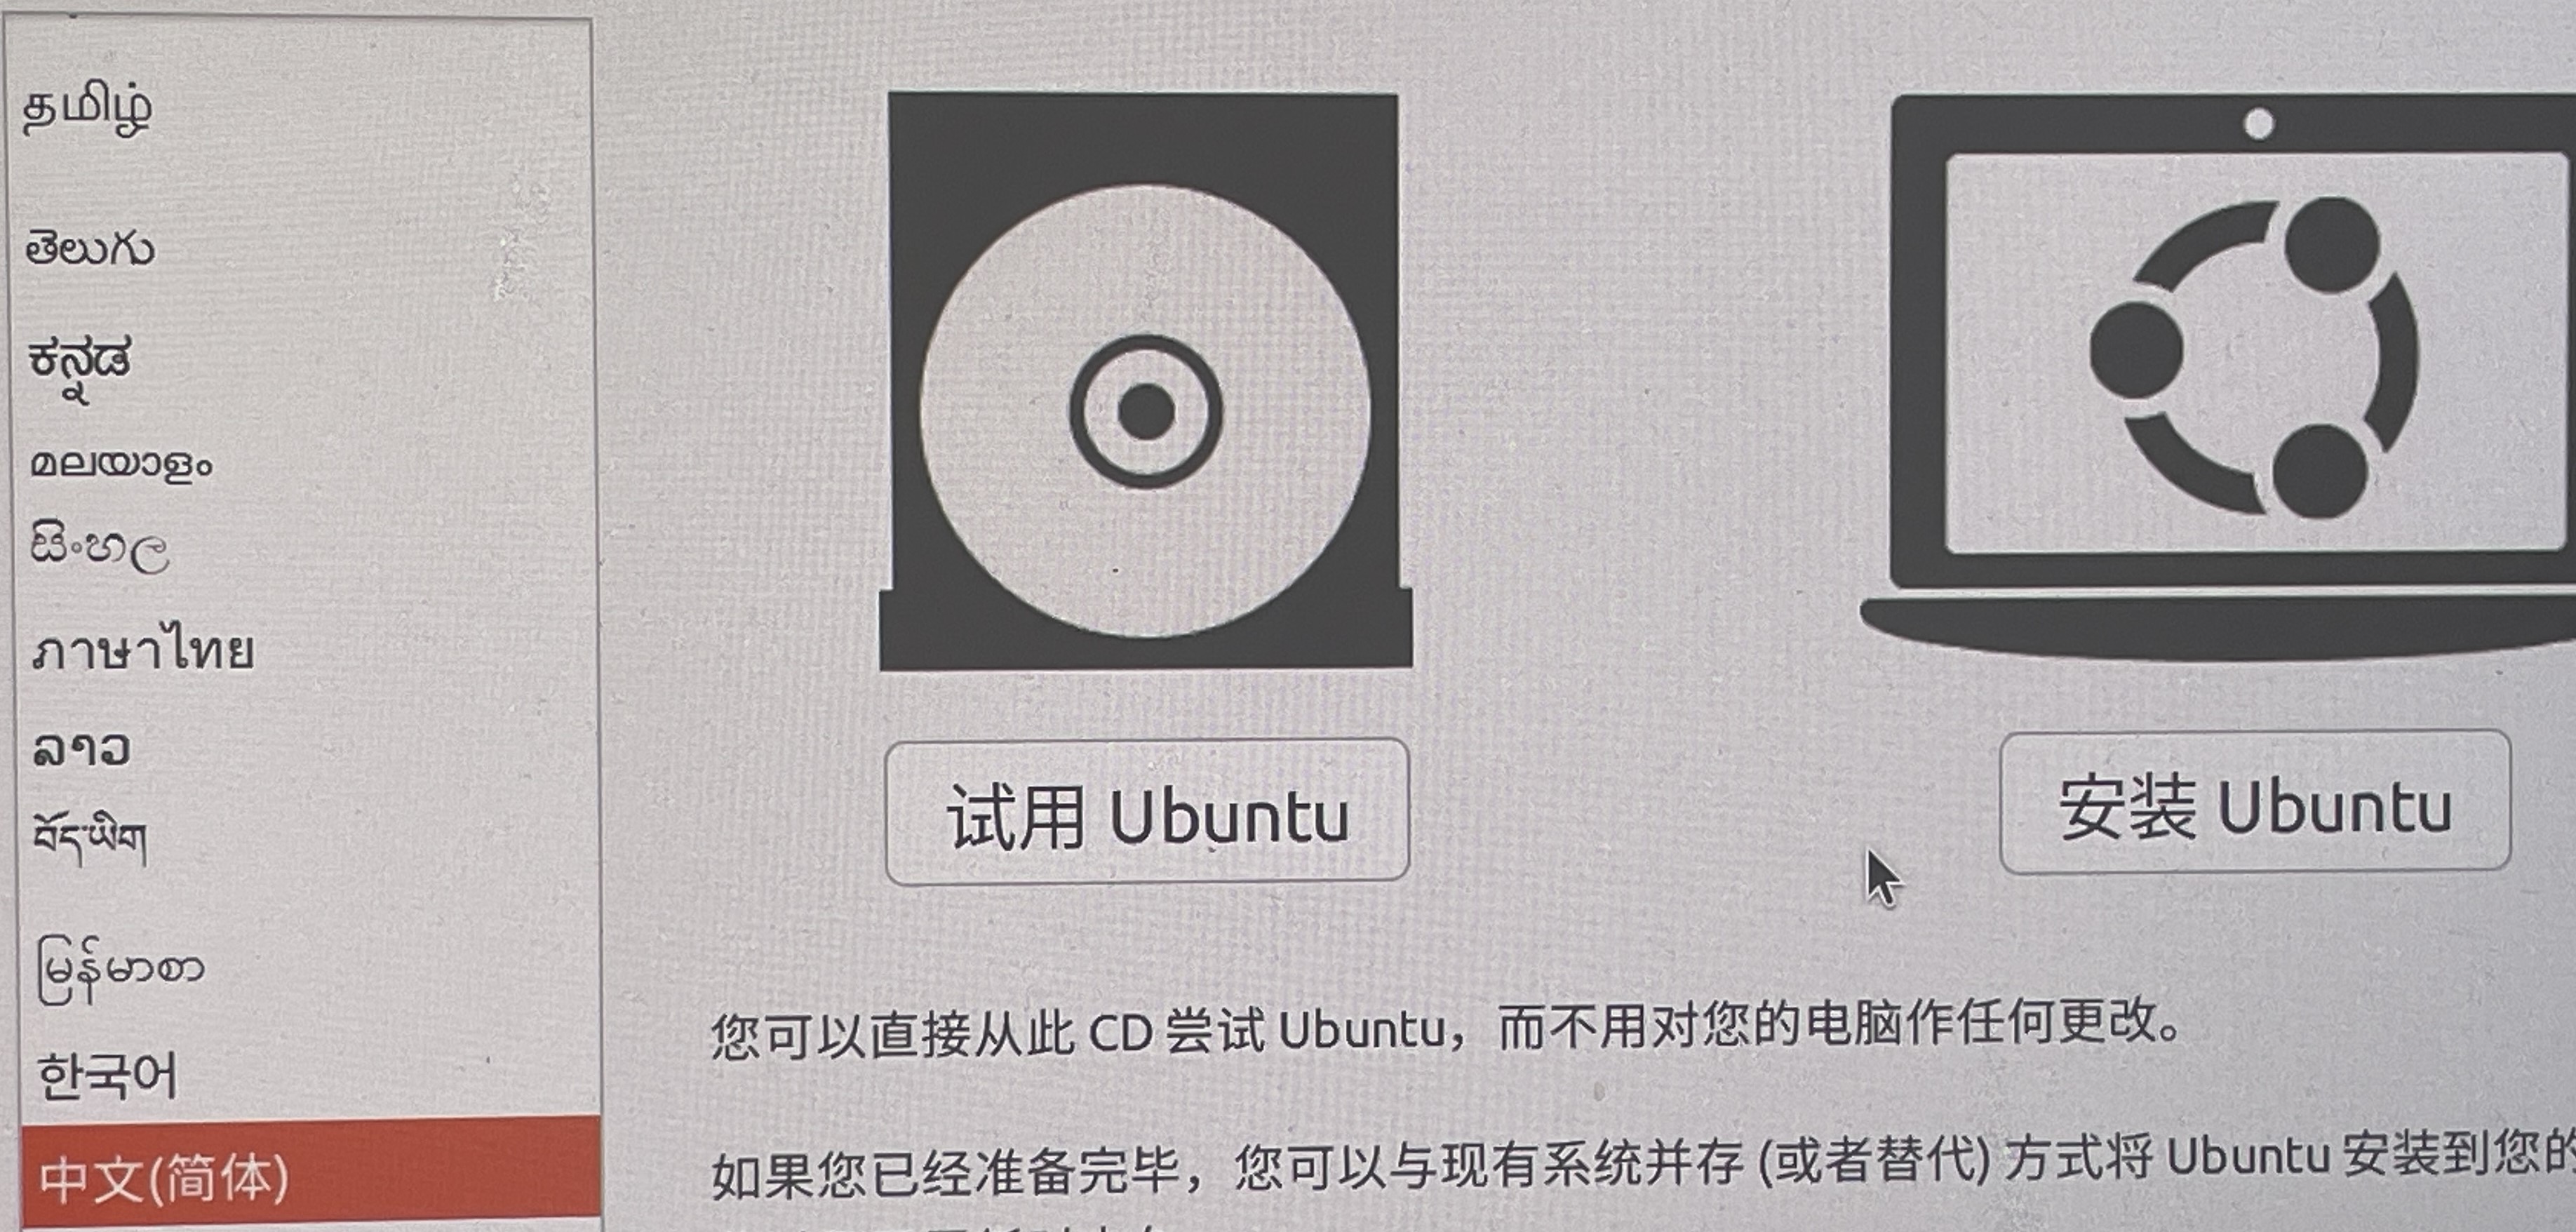 தமிழ்
తెలుగు
ಕನ್ನಡ
മലയാളം
සිංහල
ภาษาไทย
ລາວ
བོད་ཡིག
မြန်မာစာ
한국어
中文(简体)
试用 Ubuntu
安装 Ubuntu
您可以直接从此 CD 尝试 Ubuntu，而不用对您的电脑作任何更改。
如果您已经准备完毕，您可以与现有系统并存 (或者替代) 方式将 Ubuntu 安装到您的